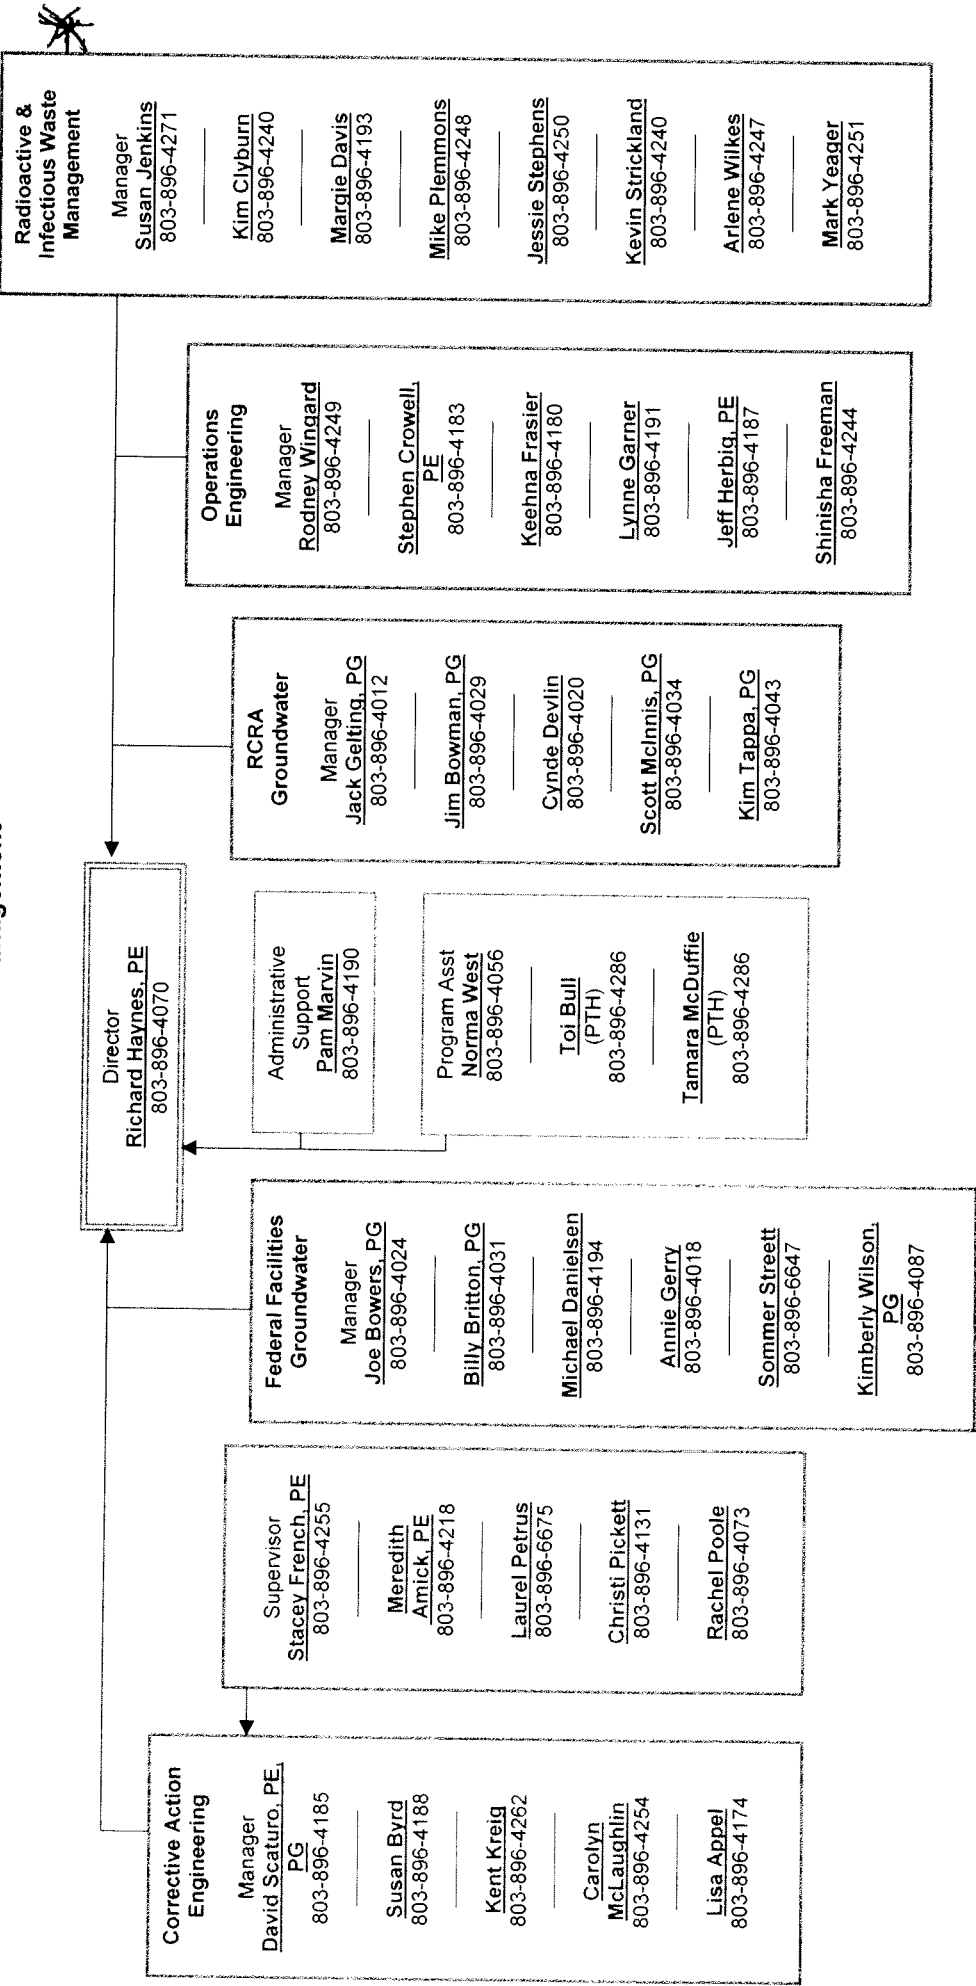 Director
Richard Haynes, PE
803-896-4070
Corrective Action
Engineering
Manager
David Scaturo, PE,
PG
803-896-4185
Susan Byrd
803-896-4188
Kent Kreig
803-896-4262
Carolyn
McLaughlin
803-896-4254
Lisa Appel
803-896-4174
Supervisor
Stacey French, PE
803-896-4255
Meredith
Amick, PE
803-896-4218
Laurel Petrus
803-896-6675
Christi Pickett
803-896-4131
Rachel Poole
803-896-4073
Federal Facilities
Groundwater
Manager
Joe Bowers, PG
803-896-4024
Billy Britton, PG
803-896-4031
Michael Danielsen
803-896-4194
Annie Gerry
803-896-4018
Sommer Streett
803-896-6647
Kimberly Wilson,
PG
803-896-4087
Administrative
Support
Pam Marvin
803-896-4190
Program Asst
Norma West
803-896-4056
Toi Bull
(PTH)
803-896-4286
Tamara McDuffie
(PTH)
803-896-4286
RCRA
Groundwater
Manager
Jack Gelting, PG
803-896-4012
Jim Bowman, PG
803-896-4029
Cynde Devlin
803-896-4020
Scott McInnis, PG
803-896-4034
Kim Tappa, PG
803-896-4043
Operations
Engineering
Manager
Rodney Wingard
803-896-4249
Stephen Crowell,
PE
803-896-4183
Keehna Frasier
803-896-4180
Lynne Garner
803-896-4191
Jeff Herbig, PE
803-896-4187
Shinisha Freeman
803-896-4244
Radioactive &
Infectious Waste
Management
Manager
Susan Jenkins
803-896-4271
Kim Clyburn
803-896-4240
Margie Davis
803-896-4193
Mike Plemmons
803-896-4248
Jessie Stephens
803-896-4250
Kevin Strickland
803-896-4240
Arlene Wilkes
803-896-4247
Mark Yeager
803-896-4251